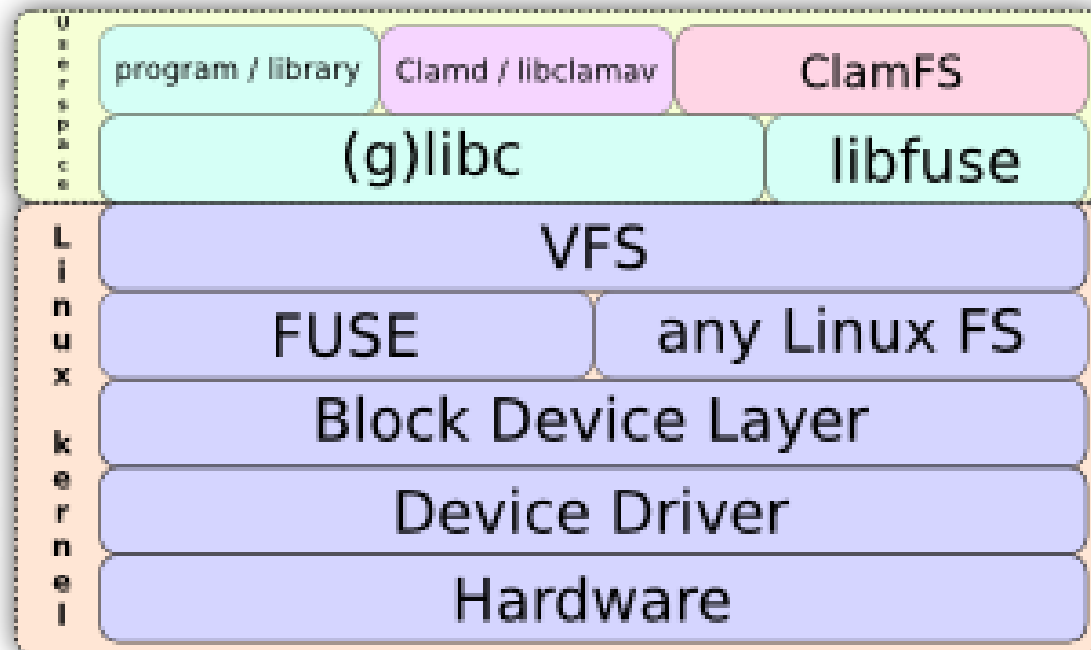 userspace
program / library
Clamd / libclamav
ClamFS
(g)libc
libfuse
Linux kernel
VFS
FUSE
any Linux FS
Block Device Layer
Device Driver
Hardware